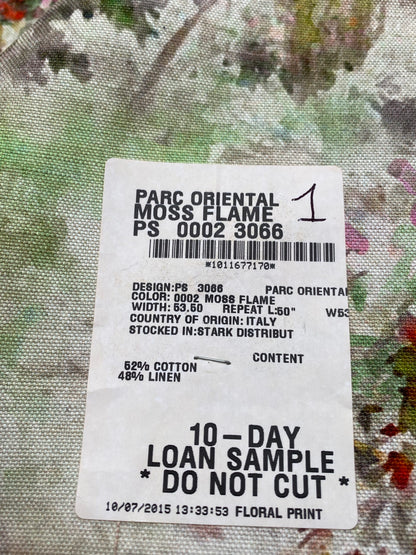 PARC ORIENTAL
MOSS FLAME 1
PS 0002 3066
*1011677170*
DESIGN:PS 3066 PARC ORIENTAL
COLOR: 0002 MOSS FLAME
WIDTH: 53.50 REPEAT L:50" W53
COUNTRY OF ORIGIN: ITALY
STOCKED IN:STARK DISTRIBUT
CONTENT
52% COTTON
48% LINEN
10-DAY
LOAN SAMPLE
* DO NOT CUT *
10/07/2015 13:33:53 FLORAL PRINT